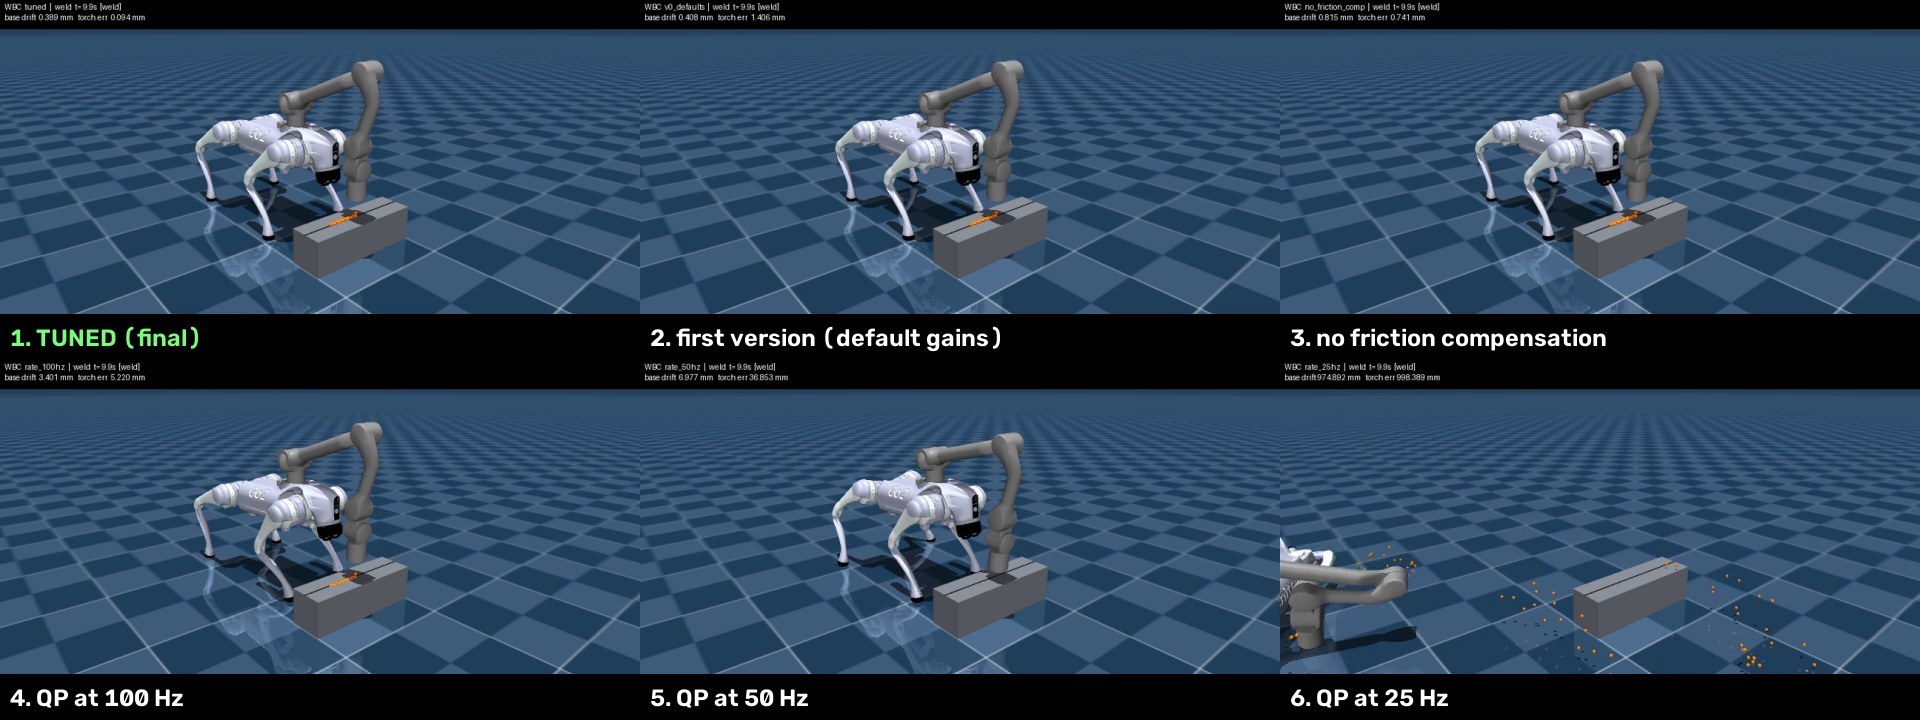 WBC tuned | weld t= 9.9s [weld]
base drift 0.389 mm torch err 0.094 mm
WBC v0_defaults | weld t= 9.9s [weld]
base drift 0.408 mm torch err 1.406 mm
WBC no_friction_comp | weld t= 9.9s [weld]
base drift 0.815 mm torch err 0.741 mm
1. TUNED (final)
2. first version (default gains)
3. no friction compensation
WBC rate_100hz | weld t= 9.9s [weld]
base drift 3.401 mm torch err 5.220 mm
WBC rate_50hz | weld t= 9.9s [weld]
base drift 6.977 mm torch err 36.853 mm
WBC rate_25hz | weld t= 9.9s [weld]
base drift974.892 mm torch err 998.389 mm
4. QP at 100 Hz
5. QP at 50 Hz
6. QP at 25 Hz